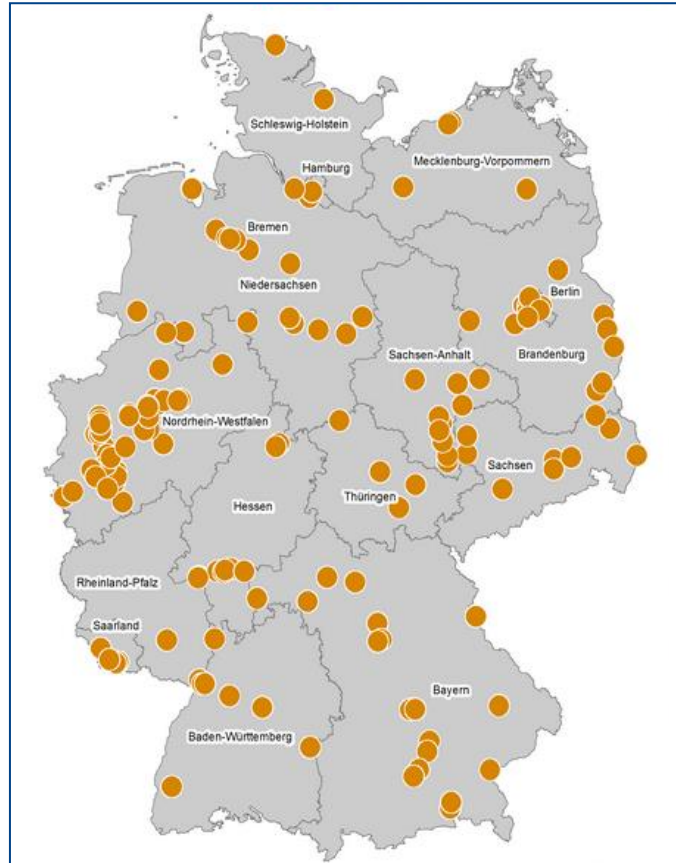 Schleswig-Holstein
Hamburg
Mecklenburg-Vorpommern
Bremen
Niedersachsen
Berlin
Sachsen-Anhalt
Brandenburg
Nordrhein-Westfalen
Sachsen
Thüringen
Hessen
Rheinland-Pfalz
Saarland
Bayern
Baden-Württemberg